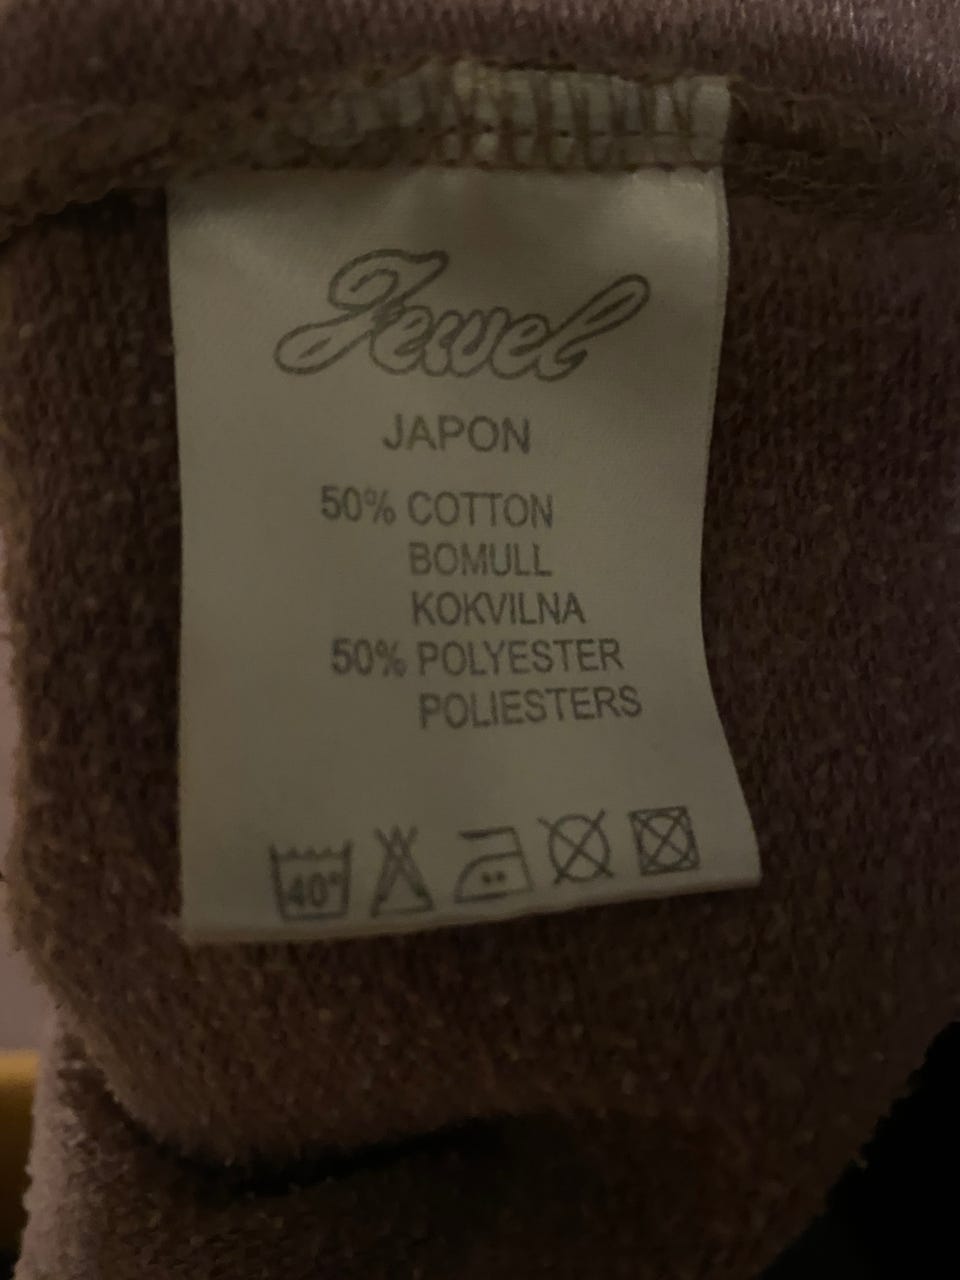 Jewel
JAPON
50% COTTON
BOMULL
KOKVILNA
50% POLYESTER
POLIESTERS
40°